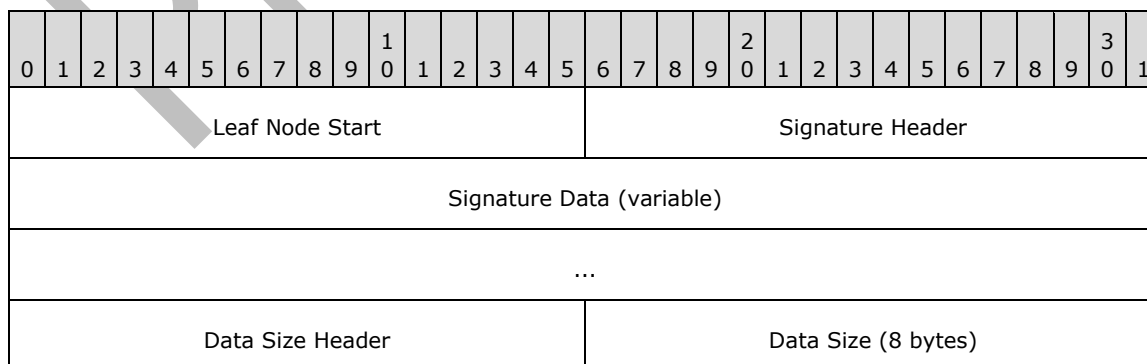 1 2 3
0 1 2 3 4 5 6 7 8 9 0 1 2 3 4 5 6 7 8 9 0 1 2 3 4 5 6 7 8 9 0 1
Leaf Node Start Signature Header
Signature Data (variable)
...
Data Size Header Data Size (8 bytes)